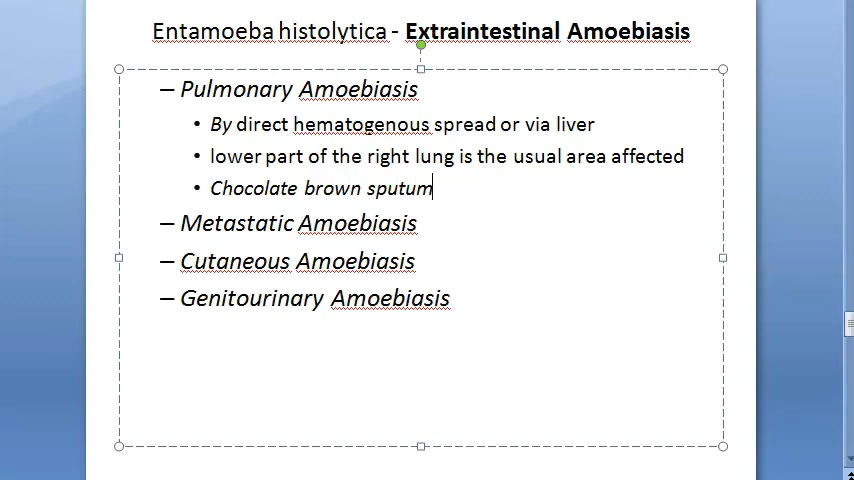 Entamoeba histolytica - Extraintestinal Amoebiasis
– Pulmonary Amoebiasis
• By direct hematogenous spread or via liver
• lower part of the right lung is the usual area affected
• Chocolate brown sputum
– Metastatic Amoebiasis
– Cutaneous Amoebiasis
– Genitourinary Amoebiasis